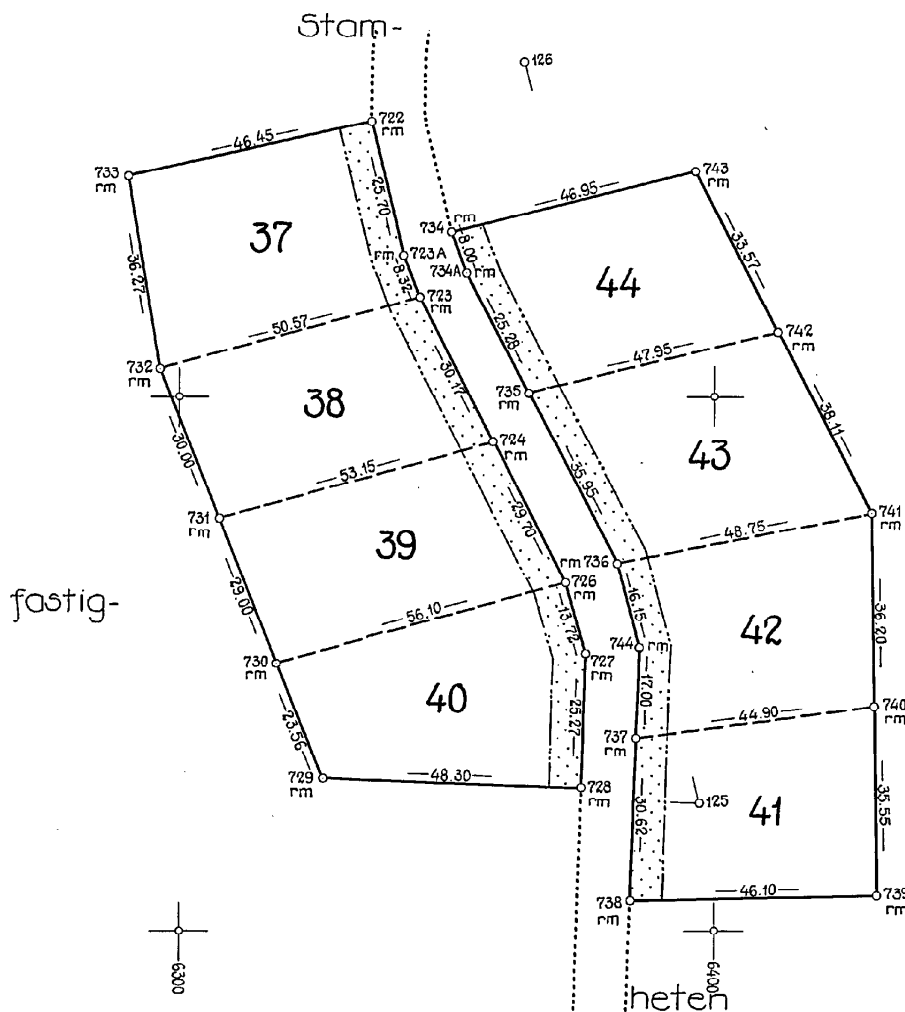 Stam-
126
722
rm
46.45
733
rm
743
rm
46.95
25.70
37
rm
734
8.00
33.57
rm 723A
734A rm
8.32
723
rm
36.27
44
50.57
25.28
742
rm
47.95
732
rm
38
30.17
735
rm
38.11
30.00
53.15
724
rm
43
35.95
731
rm
39
48.75
741
rm
29.70
rm 736
726
rm
fastig-
29.00
56.10
16.15
13.72
42
36.20
744 rm
727
rm
730
rm
40
17.00
25.27
44.90
740
rm
737
rm
23.56
729
rm
48.30
728
rm
125
41
30.62
35.55
46.10
738
rm
739
rm
6300
6400
heten